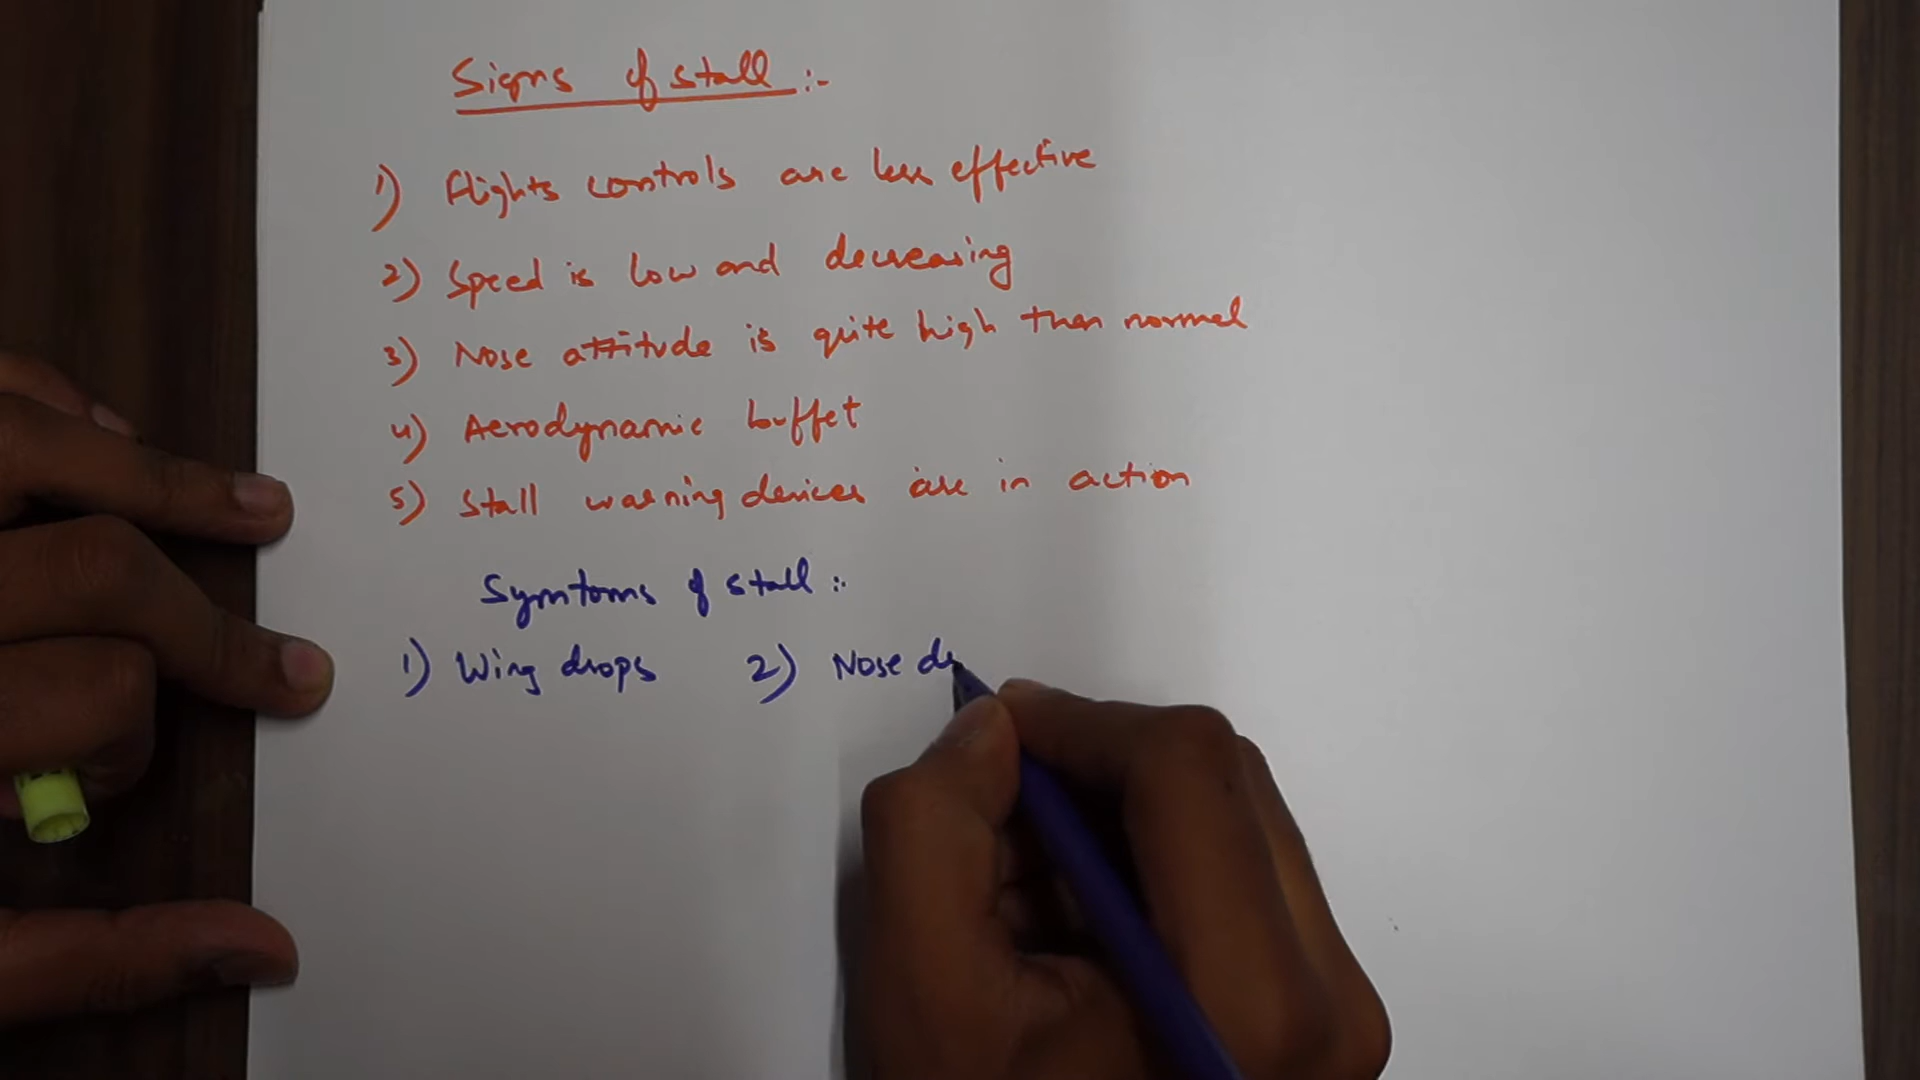 Signs of stall :-
1) Flights controls are less effective
2) Speed is low and decreasing
3) Nose attitude is quite high then normal
4) Aerodynamic buffet
5) Stall warning devices are in action
Symtoms of stall :-
1) Wing drops 2) Nose dr